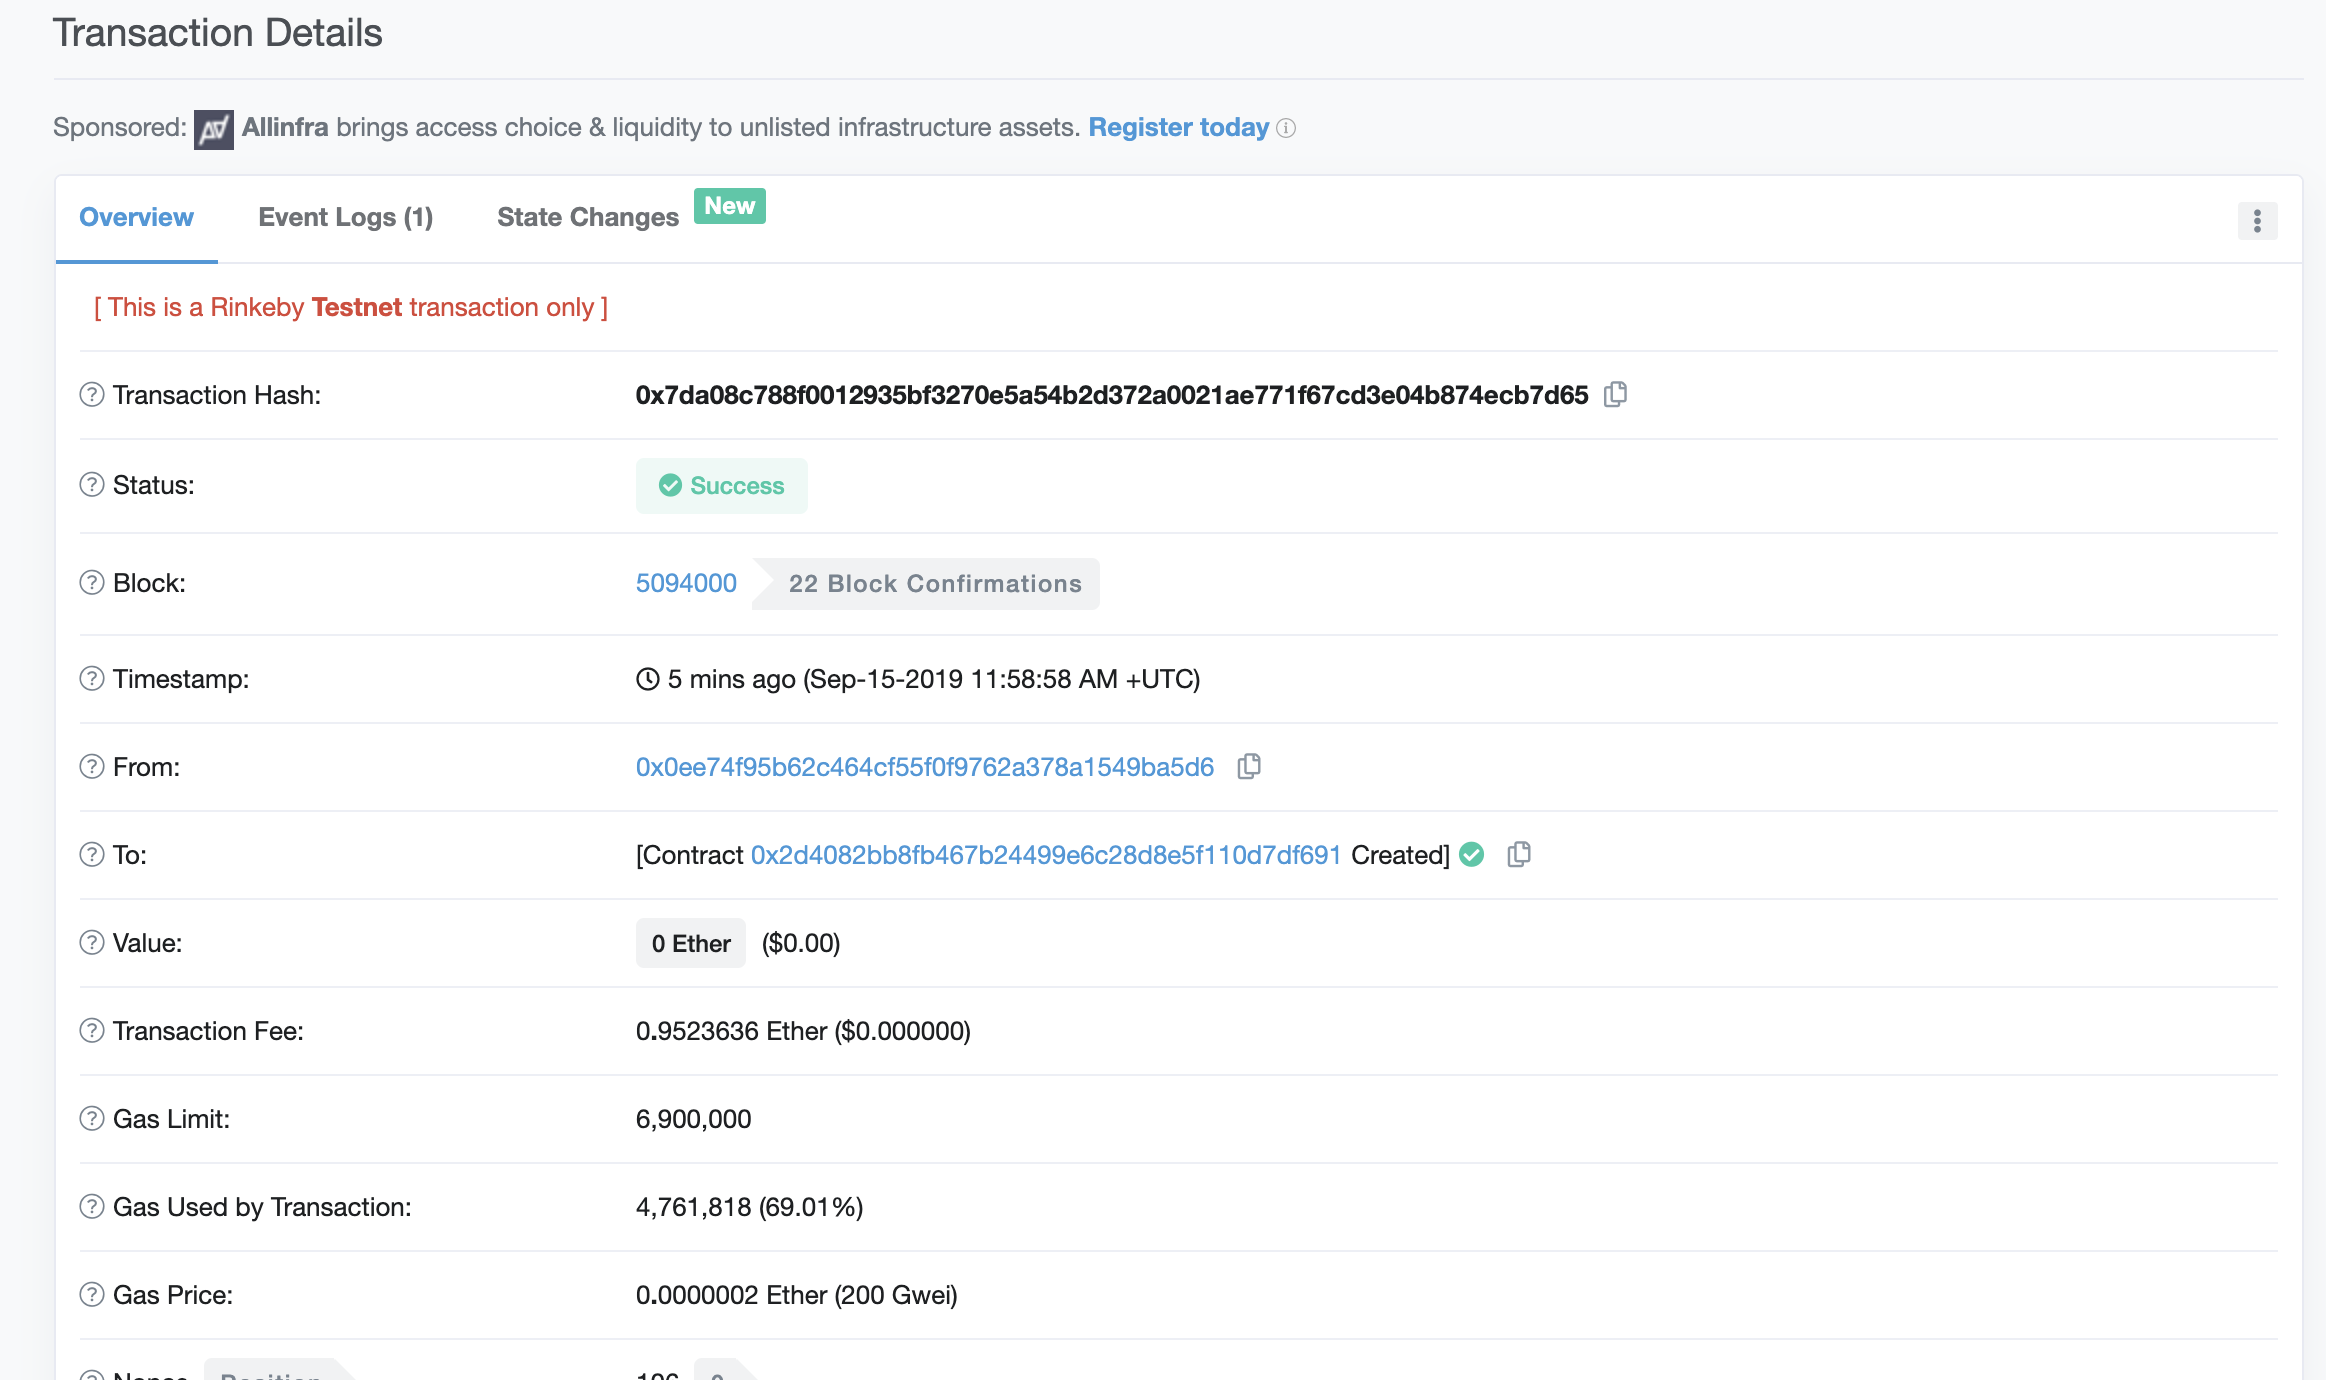 Transaction Details
Sponsored: Allinfra brings access choice & liquidity to unlisted infrastructure assets. Register today
Overview Event Logs (1) State Changes New
[ This is a Rinkeby Testnet transaction only ]
Transaction Hash: 0x7da08c788f0012935bf3270e5a54b2d372a0021ae771f67cd3e04b874ecb7d65
Status: Success
Block: 5094000 22 Block Confirmations
Timestamp: 5 mins ago (Sep-15-2019 11:58:58 AM +UTC)
From: 0x0ee74f95b62c464cf55f0f9762a378a1549ba5d6
To: [Contract 0x2d4082bb8fb467b24499e6c28d8e5f110d7df691 Created]
Value: 0 Ether ($0.00)
Transaction Fee: 0.9523636 Ether ($0.000000)
Gas Limit: 6,900,000
Gas Used by Transaction: 4,761,818 (69.01%)
Gas Price: 0.0000002 Ether (200 Gwei)
Nonce Position